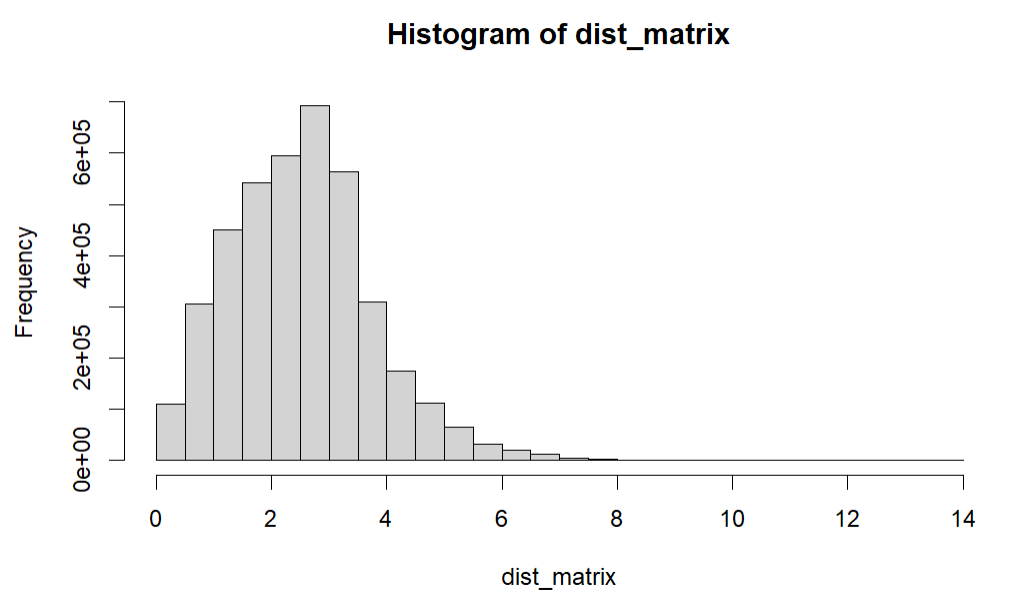 Histogram of dist_matrix
Frequency
6e+05
4e+05
2e+05
0e+00
0 2 4 6 8 10 12 14
dist_matrix